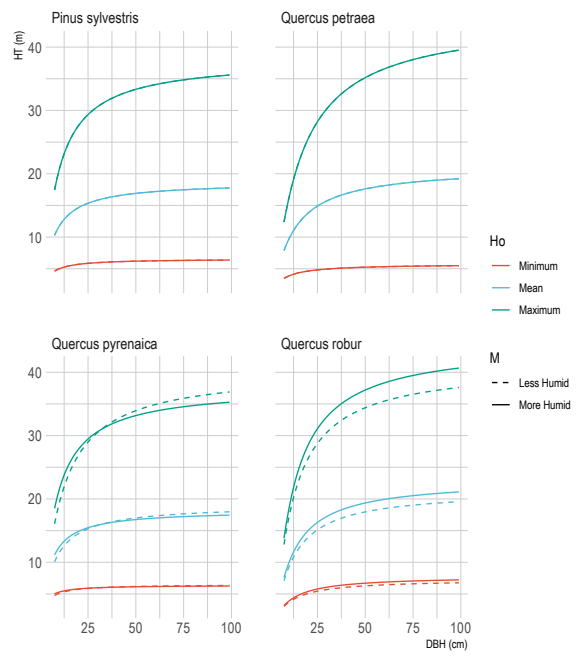 Pinus sylvestris
Quercus petraea
HT (m)
40
30
20
10
Ho
Minimum
Mean
Maximum
Quercus pyrenaica
Quercus robur
M
Less Humid
More Humid
40
30
20
10
25 50 75 100 25 50 75 100
DBH (cm)